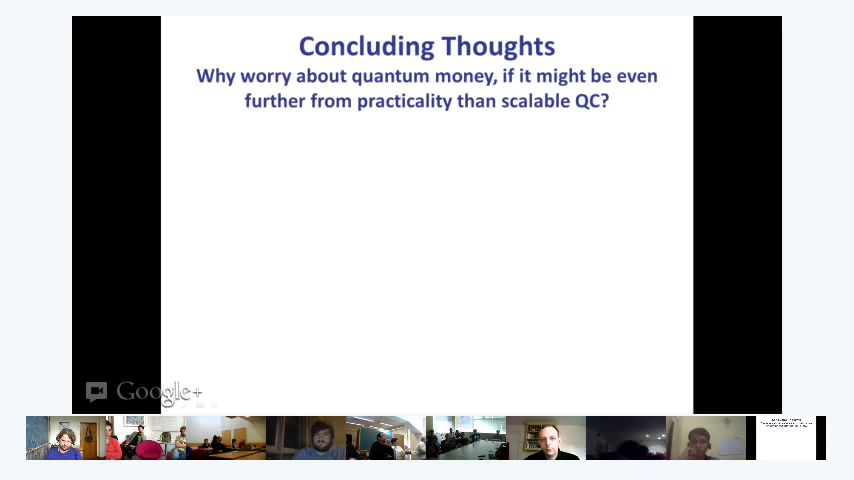 Concluding Thoughts
Why worry about quantum money, if it might be even
further from practicality than scalable QC?
Google+